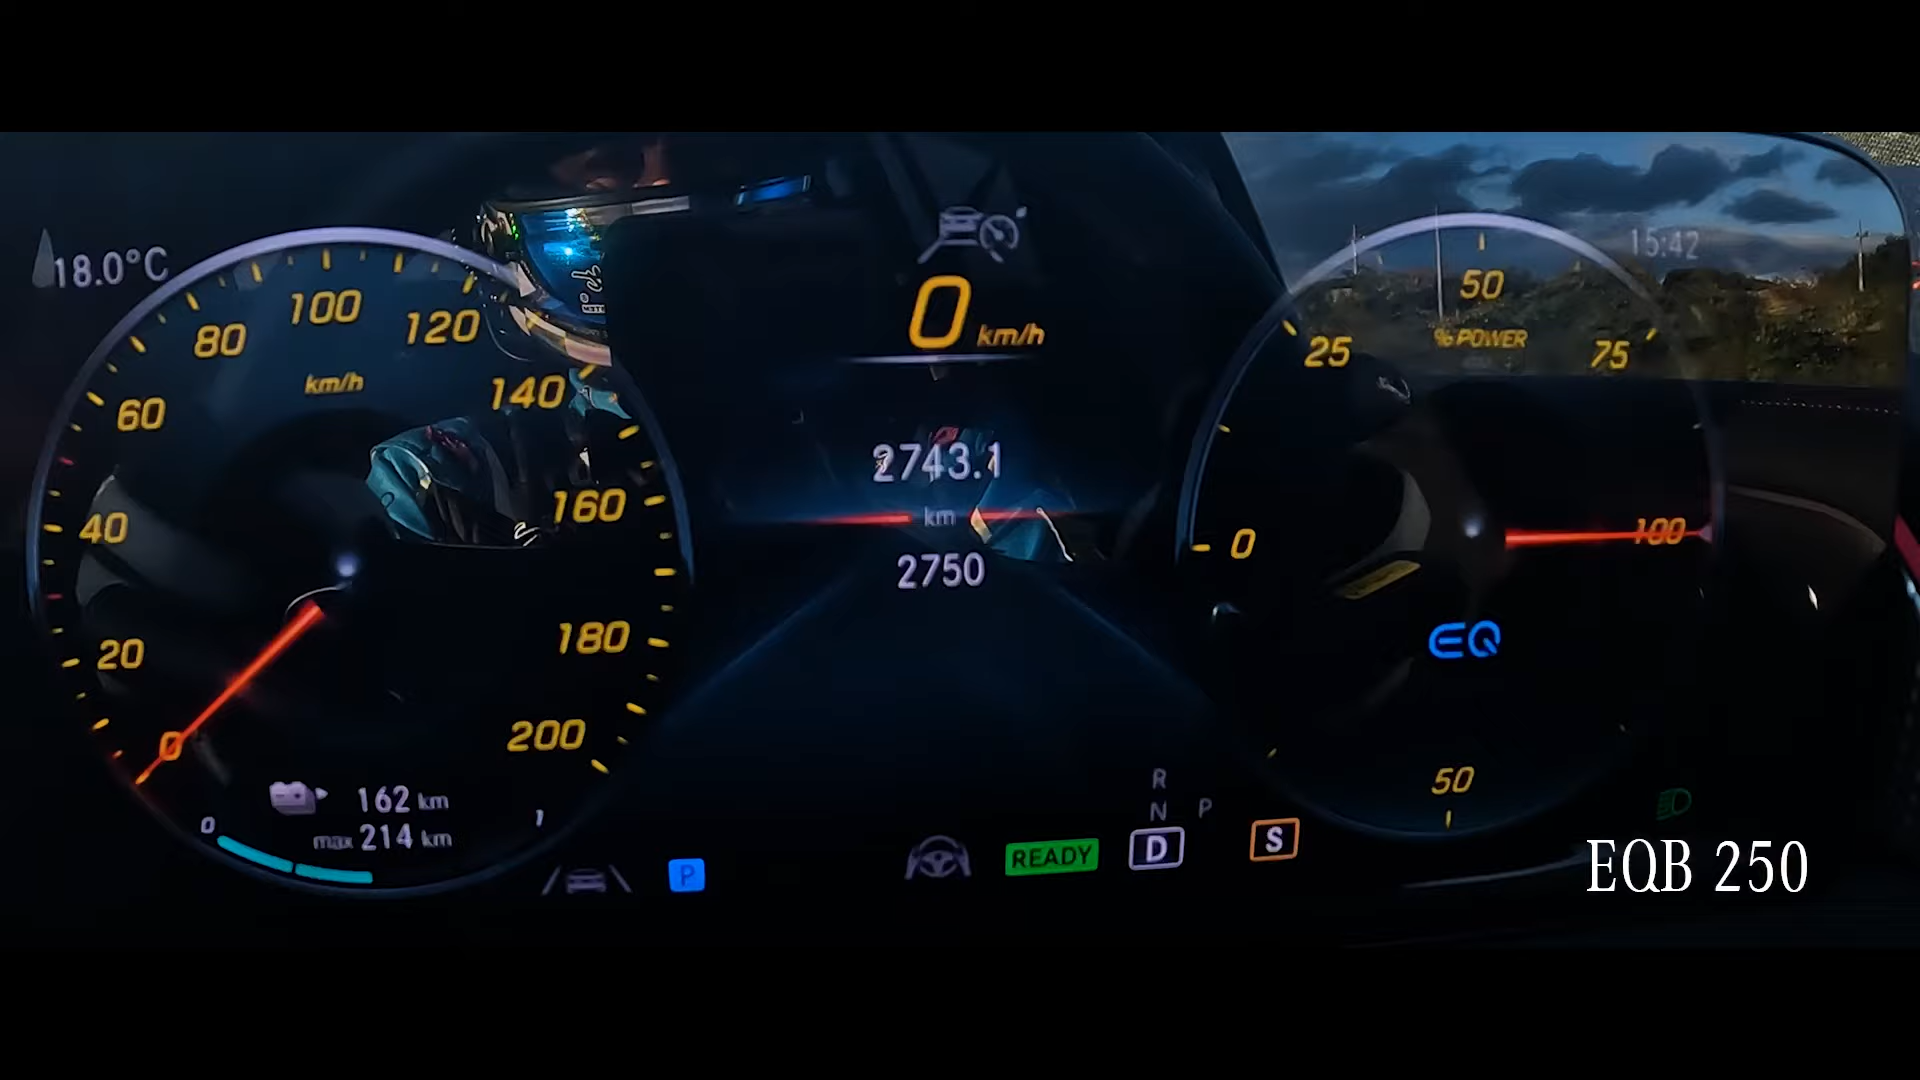 18.0°C
15:42
0 km/h
0
20
40
60
80
100
120
140
160
180
200
km/h
2743.1
km
2750
0
25
50
75
100
% POWER
EQ
50
162 km
max 214 km
0
1
P
READY
R
N
D
P
S
EQB 250